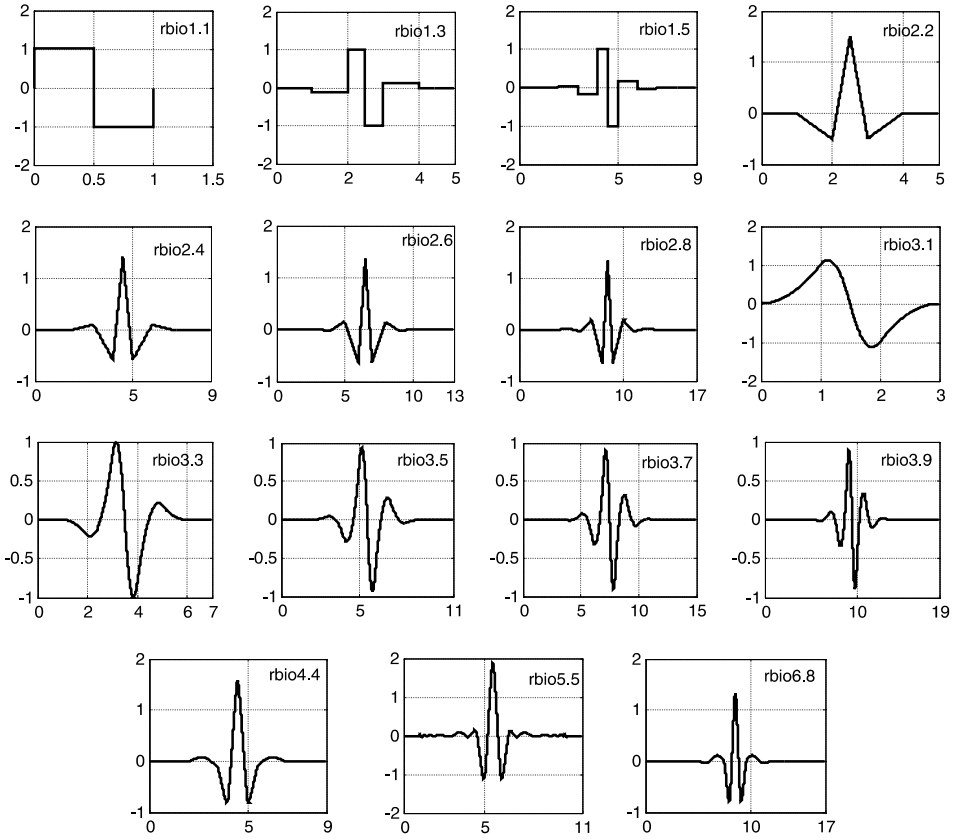 2 rbio1.1
1
0
-1
-2
0 0.5 1 1.5
2 rbio1.3
1
0
-1
-2
0 2 4 5
2 rbio1.5
1
0
-1
-2
0 5 9
2 rbio2.2
1
0
-1
0 2 4 5
2 rbio2.4
1
0
-1
0 5 9
2 rbio2.6
1
0
-1
0 5 10 13
2 rbio2.8
1
0
-1
0 10 17
2 rbio3.1
1
0
-1
-2
0 1 2 3
1 rbio3.3
0.5
0
-0.5
-1
0 2 4 6 7
1 rbio3.5
0.5
0
-0.5
-1
0 5 11
1 rbio3.7
0.5
0
-0.5
-1
0 5 10 15
1 rbio3.9
0.5
0
-0.5
-1
0 10 19
2 rbio4.4
1
0
-1
0 5 9
2 rbio5.5
1
0
-1
-2
0 5 11
2 rbio6.8
1
0
-1
0 10 17